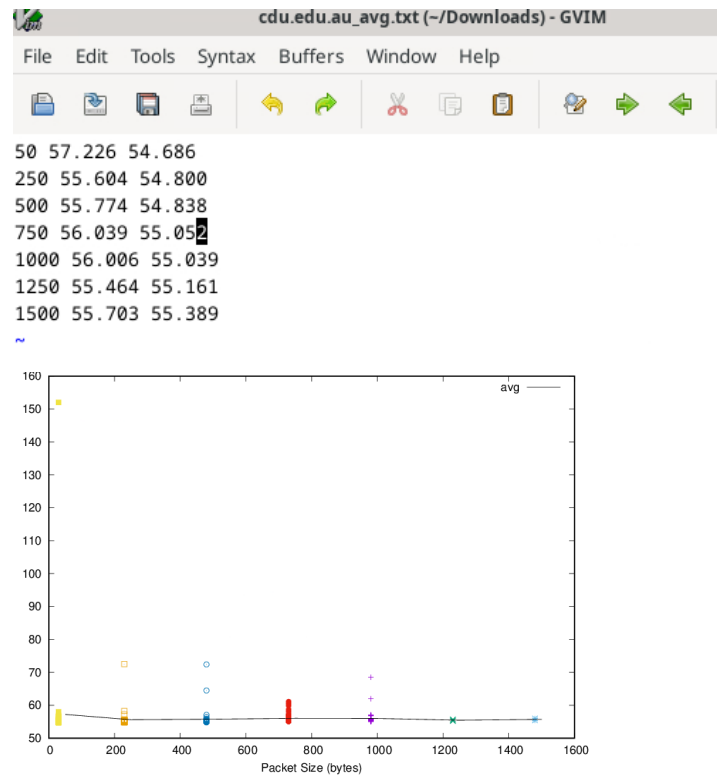 cdu.edu.au_avg.txt (~/Downloads) - GVIM
File Edit Tools Syntax Buffers Window Help
50 57.226 54.686
250 55.604 54.800
500 55.774 54.838
750 56.039 55.052
1000 56.006 55.039
1250 55.464 55.161
1500 55.703 55.389
~
160
avg
150
140
130
120
110
100
90
80
70
60
50
0 200 400 600 800 1000 1200 1400 1600
Packet Size (bytes)